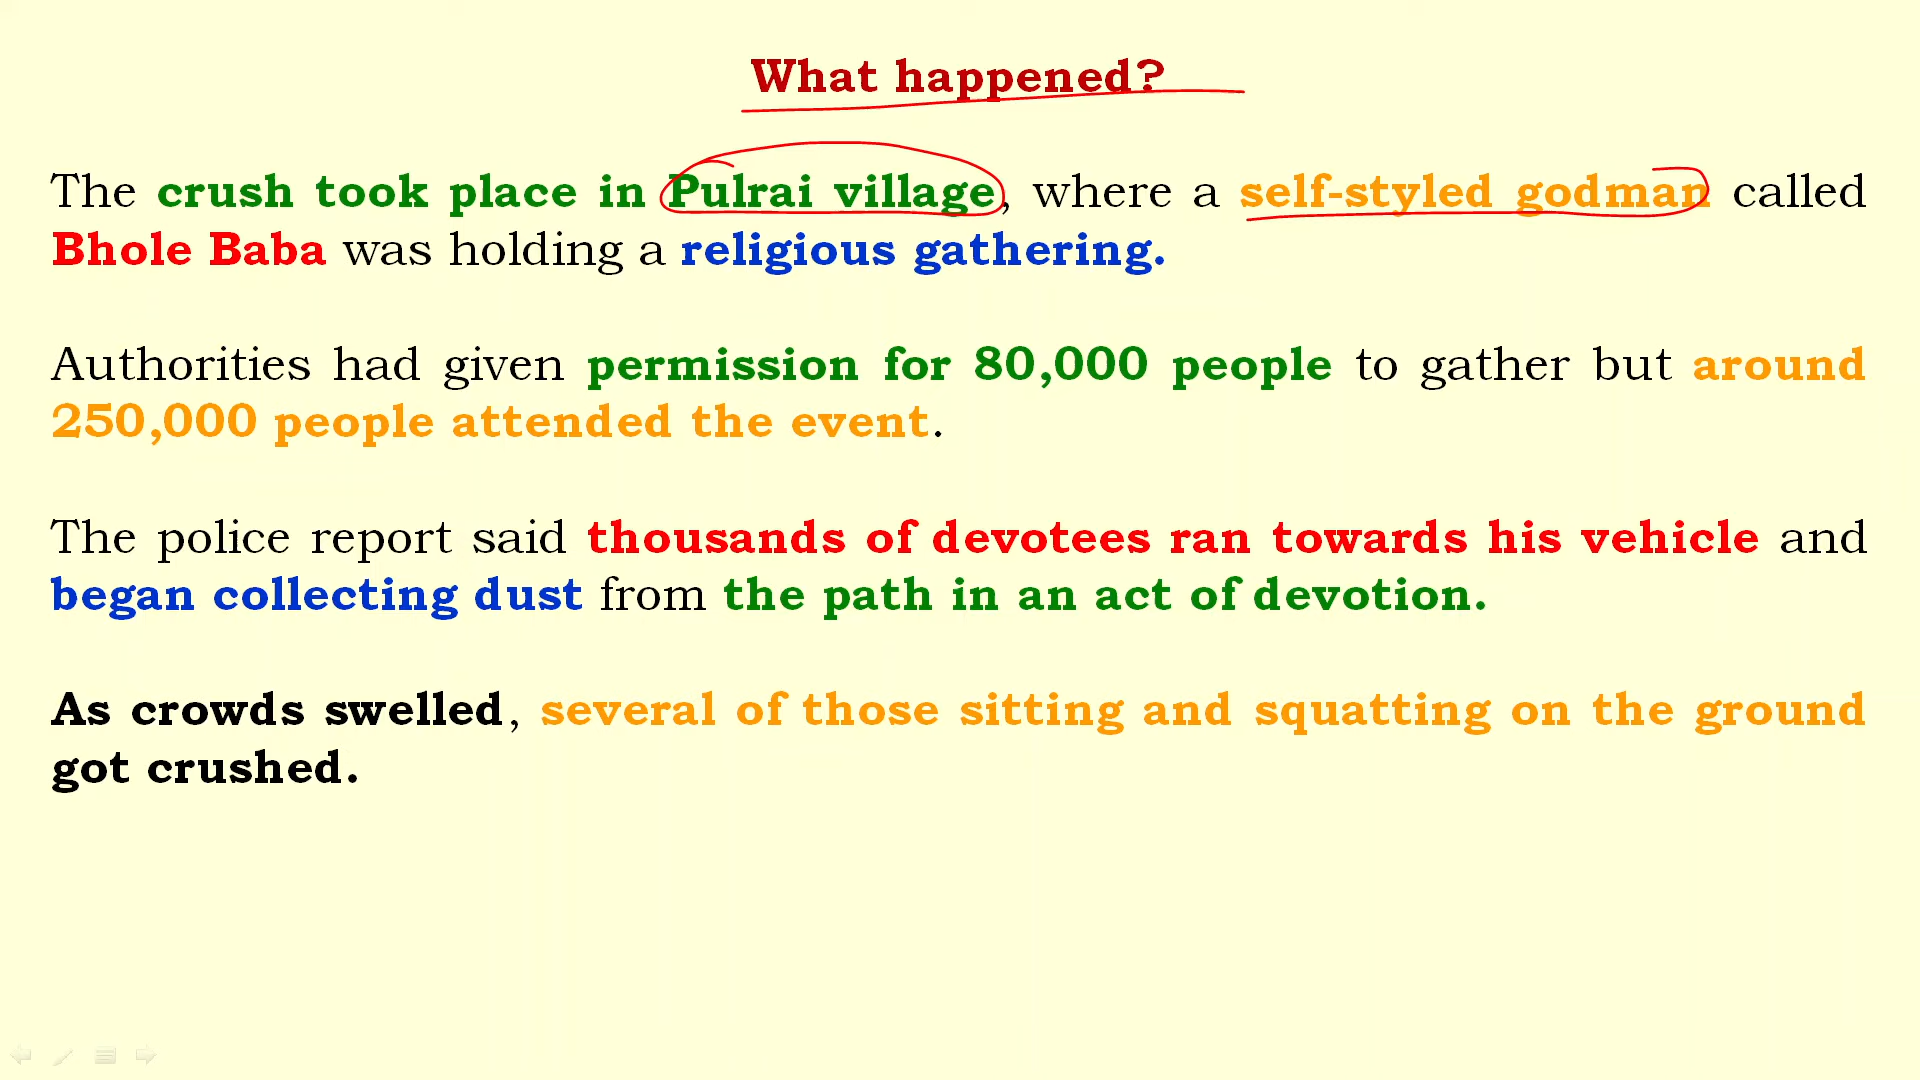 What happened?
The crush took place in Pulrai village, where a self-styled godman called
Bhole Baba was holding a religious gathering.
Authorities had given permission for 80,000 people to gather but around
250,000 people attended the event.
The police report said thousands of devotees ran towards his vehicle and
began collecting dust from the path in an act of devotion.
As crowds swelled, several of those sitting and squatting on the ground
got crushed.